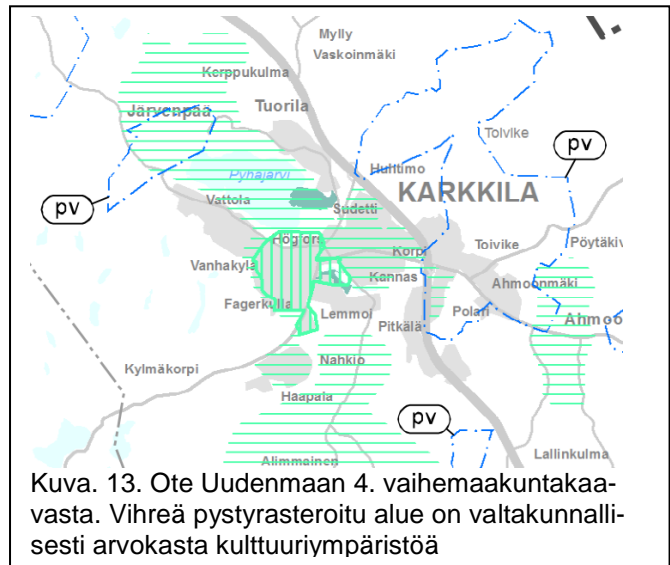 Mylly
Vaskoinmäki
Kerppukulma
Järvenpää
Tuorila
Toivike
pv
Pyhäjärvi
Hulttimo
KARKKILA
pv
Vattola
Sudetti
Högfors
Korpi
Toivike
Pöytäkiv
Vanhakylä
Kannas
Ahmoonmäki
Fagerkulla
Lemmoi
Pitkälä
Polari
Ahmoo
Nahkio
Kylmäkorpi
Haapala
pv
Alimmainen
Lallinkulma
Kuva. 13. Ote Uudenmaan 4. vaihemaakuntakaa-
vasta. Vihreä pystyrasteroitu alue on valtakunnalli-
sesti arvokasta kulttuuriympäristöä